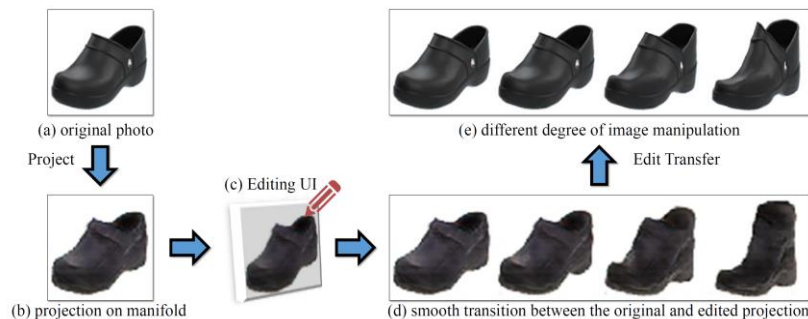 (a) original photo
(e) different degree of image manipulation
Project
(c) Editing UI
Edit Transfer
(b) projection on manifold
(d) smooth transition between the original and edited projection